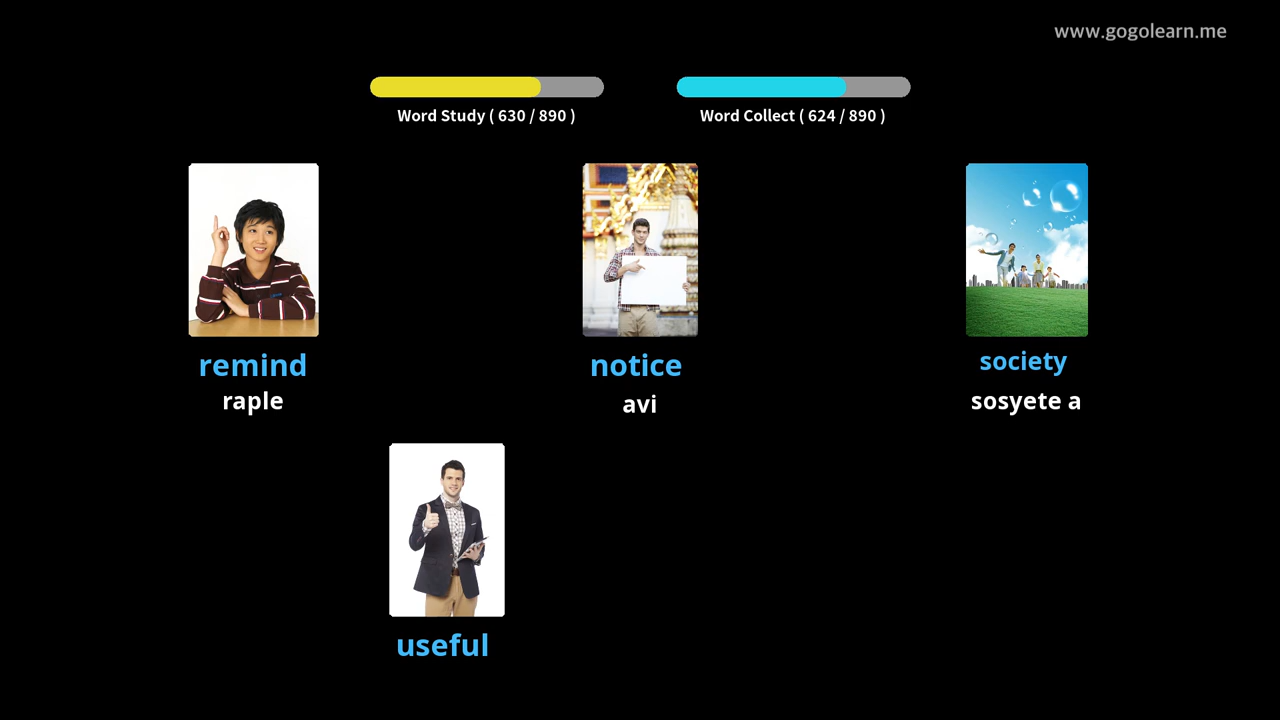 www.gogolearn.me
Word Study ( 630 / 890 )
Word Collect ( 624 / 890 )
remind
raple
notice
avi
society
sosyete a
useful